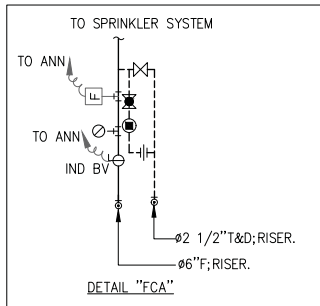 TO SPRINKLER SYSTEM
TO ANN
F
TO ANN
IND BV
Ø2 1/2"T&D;RISER.
Ø6"F;RISER.
DETAIL "FCA"